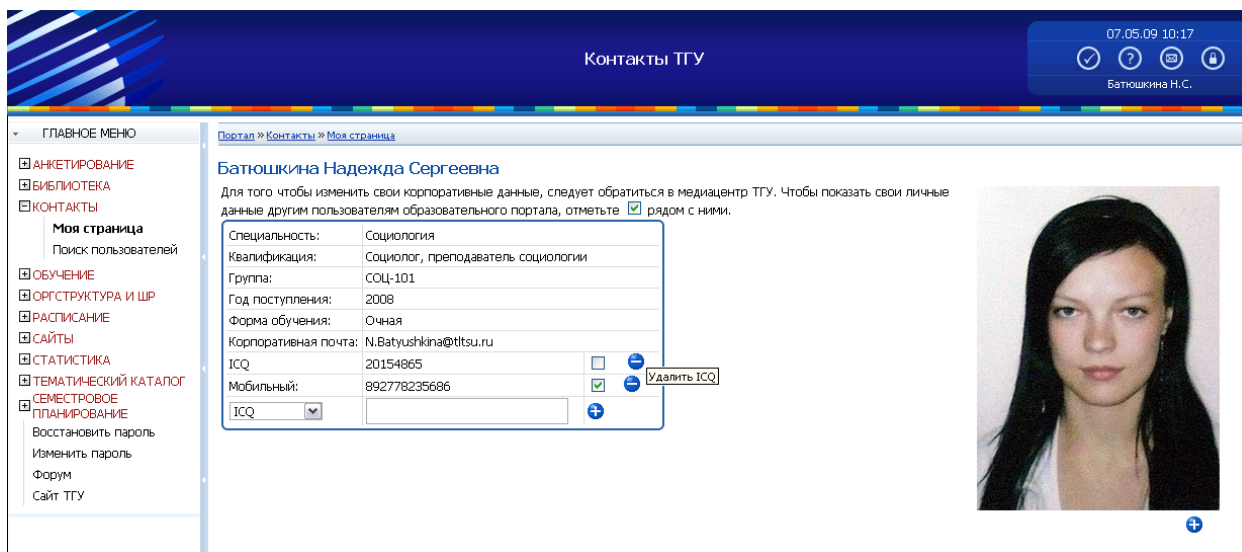 Контакты ТГУ
07.05.09 10:17
Батюшкина Н.С.
ГЛАВНОЕ МЕНЮ
АНКЕТИРОВАНИЕ
БИБЛИОТЕКА
КОНТАКТЫ
Моя страница
Поиск пользователей
ОБУЧЕНИЕ
ОРГСТРУКТУРА И ШР
РАСПИСАНИЕ
САЙТЫ
СТАТИСТИКА
ТЕМАТИЧЕСКИЙ КАТАЛОГ
СЕМЕСТРОВОЕ
ПЛАНИРОВАНИЕ
Восстановить пароль
Изменить пароль
Форум
Сайт ТГУ
Портал » Контакты » Моя страница
Батюшкина Надежда Сергеевна
Для того чтобы изменить свои корпоративные данные, следует обратиться в медиацентр ТГУ. Чтобы показать свои личные
данные другим пользователям образовательного портала, отметьте рядом с ними.
Специальность: Социология
Квалификация: Социолог, преподаватель социологии
Группа: СОЦ-101
Год поступления: 2008
Форма обучения: Очная
Корпоративная почта: N.Batyushkina@tltsu.ru
ICQ 20154865
Удалить ICQ
Мобильный: 892778235686
ICQ